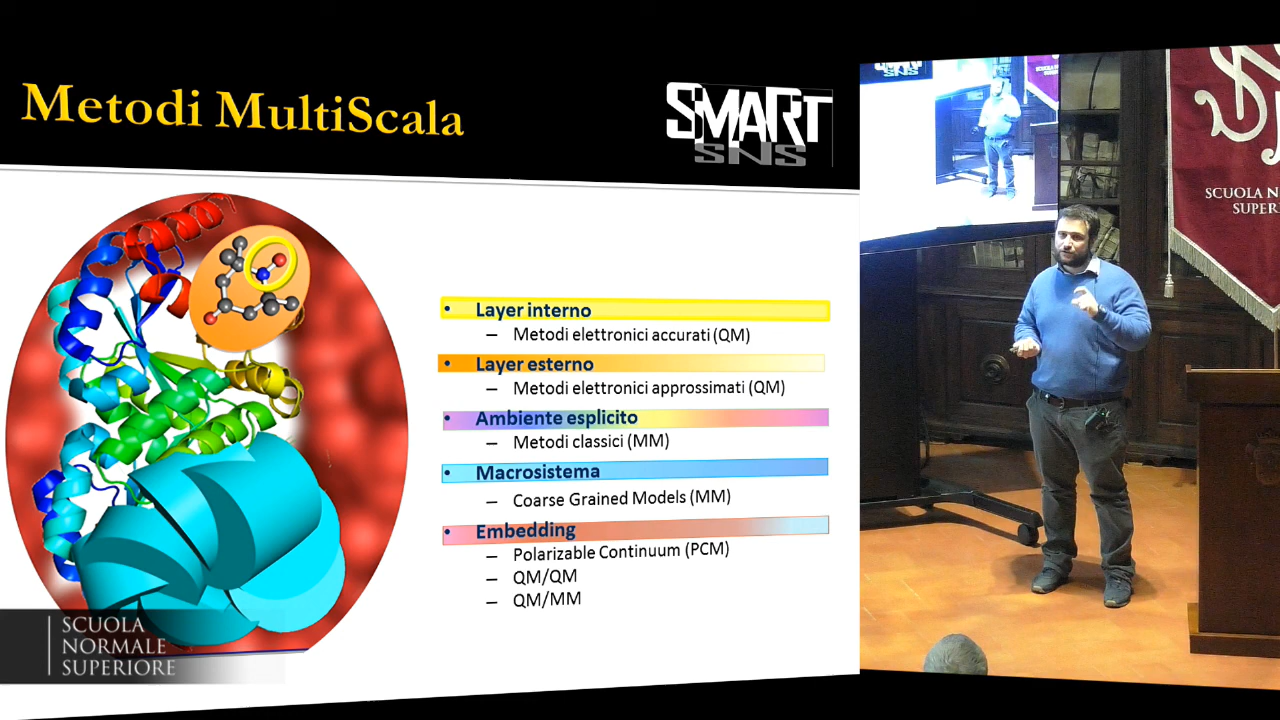 Metodi MultiScala
SMART
SNS
• Layer interno
– Metodi elettronici accurati (QM)
• Layer esterno
– Metodi elettronici approssimati (QM)
• Ambiente esplicito
– Metodi classici (MM)
• Macrosistema
– Coarse Grained Models (MM)
• Embedding
– Polarizable Continuum (PCM)
– QM/QM
– QM/MM
SCUOLA
NORMALE
SUPERIORE
SNS
SCUOLA N
SUPER